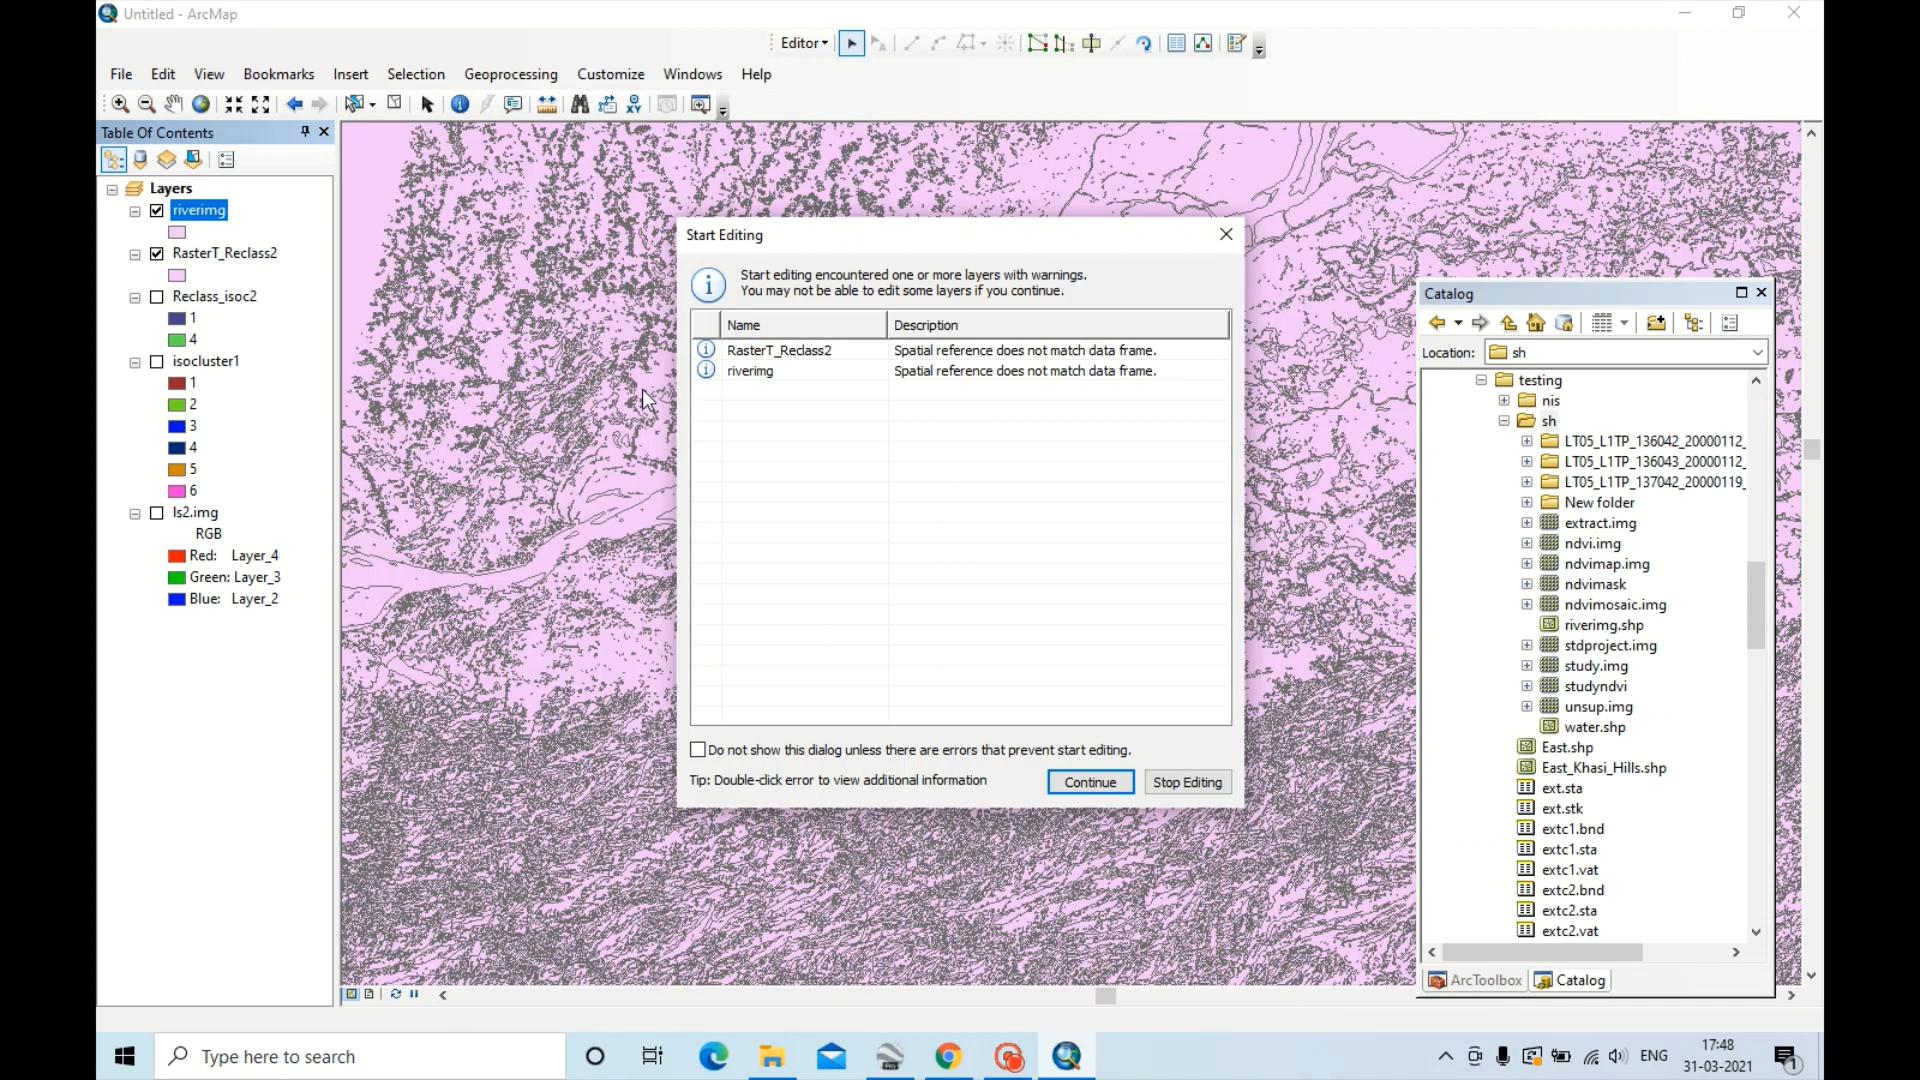 Untitled - ArcMap
Editor
File Edit View Bookmarks Insert Selection Geoprocessing Customize Windows Help
Table Of Contents
Layers
riverimg
RasterT_Reclass2
Reclass_isoc2
1
4
isocluster1
1
2
3
4
5
6
ls2.img
RGB
Red: Layer_4
Green: Layer_3
Blue: Layer_2
Start Editing
Start editing encountered one or more layers with warnings.
You may not be able to edit some layers if you continue.
Name Description
RasterT_Reclass2 Spatial reference does not match data frame.
riverimg Spatial reference does not match data frame.
Do not show this dialog unless there are errors that prevent start editing.
Tip: Double-click error to view additional information
Continue Stop Editing
Catalog
Location: sh
testing
nis
sh
LT05_L1TP_136042_20000112_
LT05_L1TP_136043_20000112_
LT05_L1TP_137042_20000119_
New folder
extract.img
ndvi.img
ndvimap.img
ndvimask
ndvimosaic.img
riverimg.shp
stdproject.img
study.img
studyndvi
unsup.img
water.shp
East.shp
East_Khasi_Hills.shp
ext.sta
ext.stk
extc1.bnd
extc1.sta
extc1.vat
extc2.bnd
extc2.sta
extc2.vat
ArcToolbox Catalog
Type here to search
ENG
17:48
31-03-2021
1